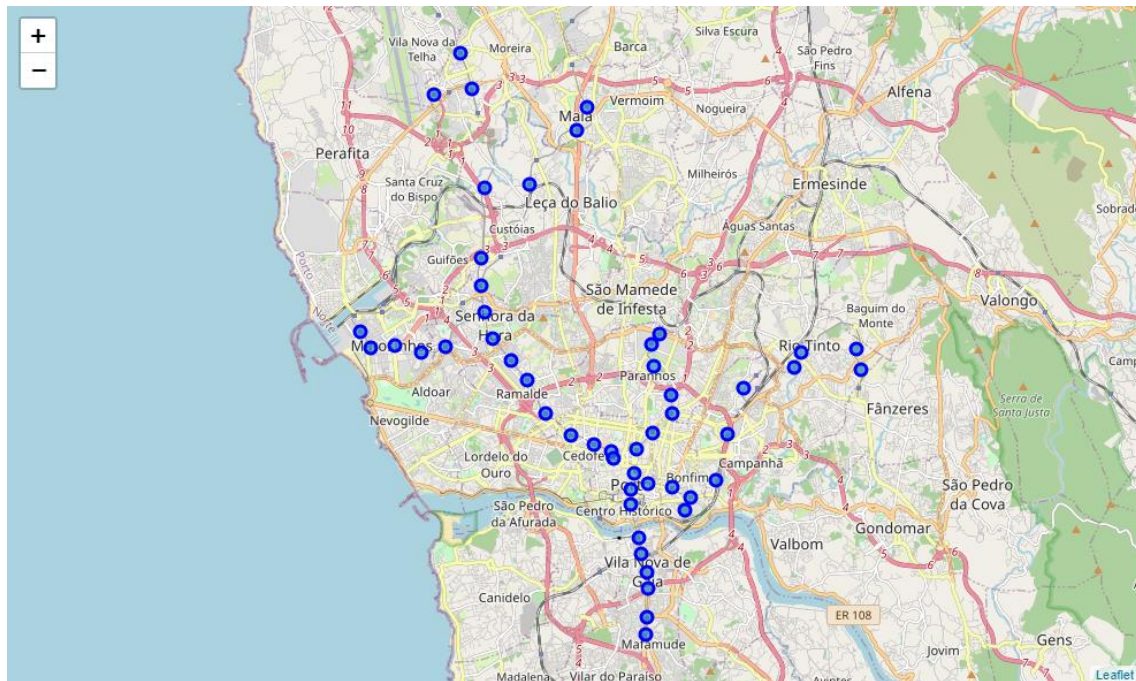 +
−
Vila Nova da
Telha
Moreira
Barca
Silva Escura
São Pedro
Fins
Alfena
Vermoim
Nogueira
Maia
Perafita
Santa Cruz
do Bispo
Milheirós
Ermesinde
Sobrado
Leça do Balio
Custóias
Águas Santas
Guifões
São Mamede
de Infesta
Valongo
Porto
Norte
Senhora da
Hora
Baguim do
Monte
Rio Tinto
Paranhos
Aldoar
Ramalde
Nevogilde
Fânzeres
Serra de
Santa Justa
Lordelo do
Ouro
Campanhã
Bonfim
São Pedro
da Cova
São Pedro
da Afurada
Centro Histórico
Gondomar
Valbom
Vila Nova de
Gaia
Canidelo
ER 108
Mafamude
Gens
Jovim
Madalena
Vilar do Paraíso
Avintes
Leaflet